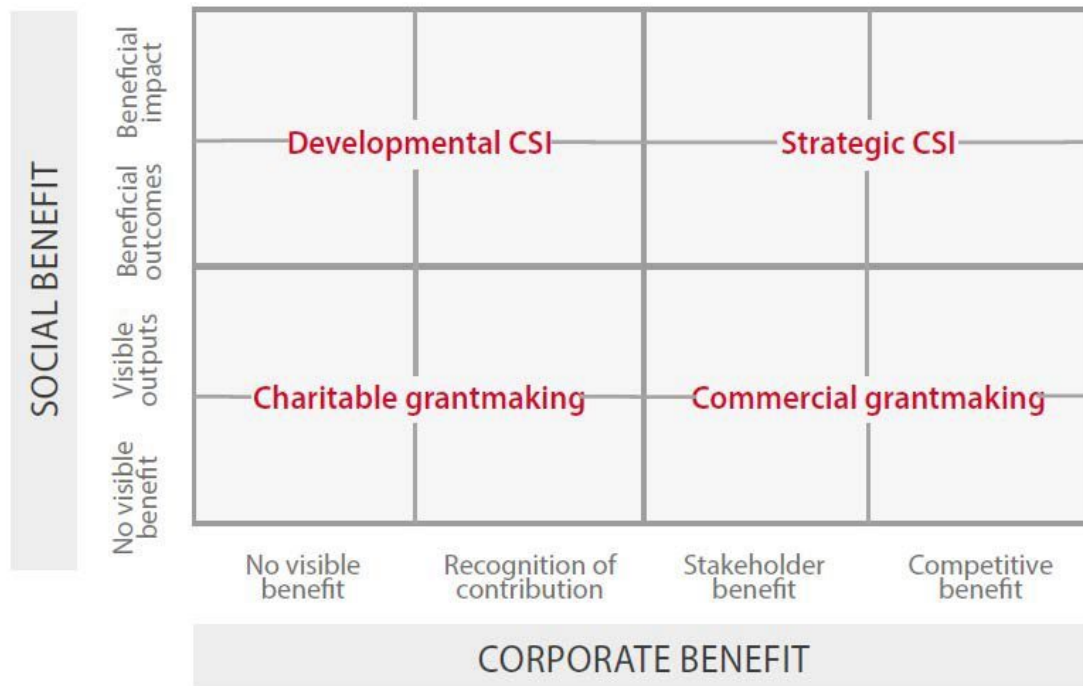 SOCIAL BENEFIT
Beneficial
impact
Beneficial
outcomes
Visible
outputs
No visible
benefit
Developmental CSI
Strategic CSI
Charitable grantmaking
Commercial grantmaking
No visible
benefit
Recognition of
contribution
Stakeholder
benefit
Competitive
benefit
CORPORATE BENEFIT